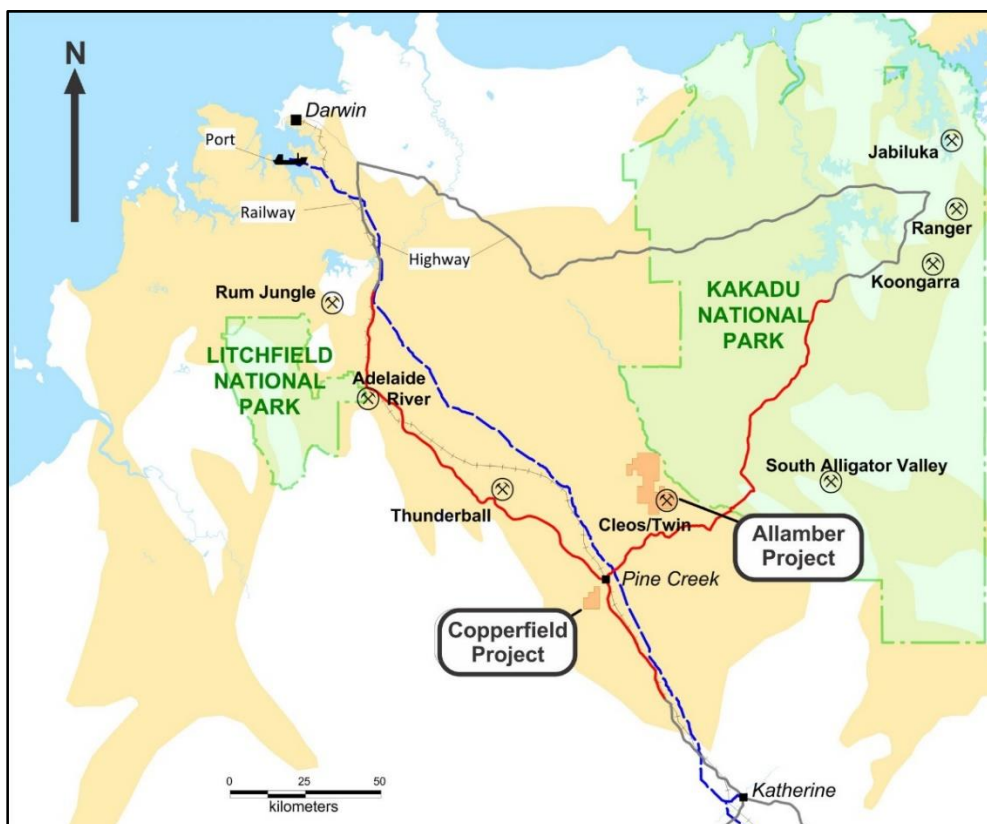 N
Darwin
Port
Jabiluka
Railway
Ranger
Highway
Koongarra
Rum Jungle
KAKADU
NATIONAL
PARK
LITCHFIELD
NATIONAL
PARK
Adelaide
River
South Alligator Valley
Thunderball
Cleos/Twin
Allamber
Project
Pine Creek
Copperfield
Project
0 25 50
kilometers
Katherine